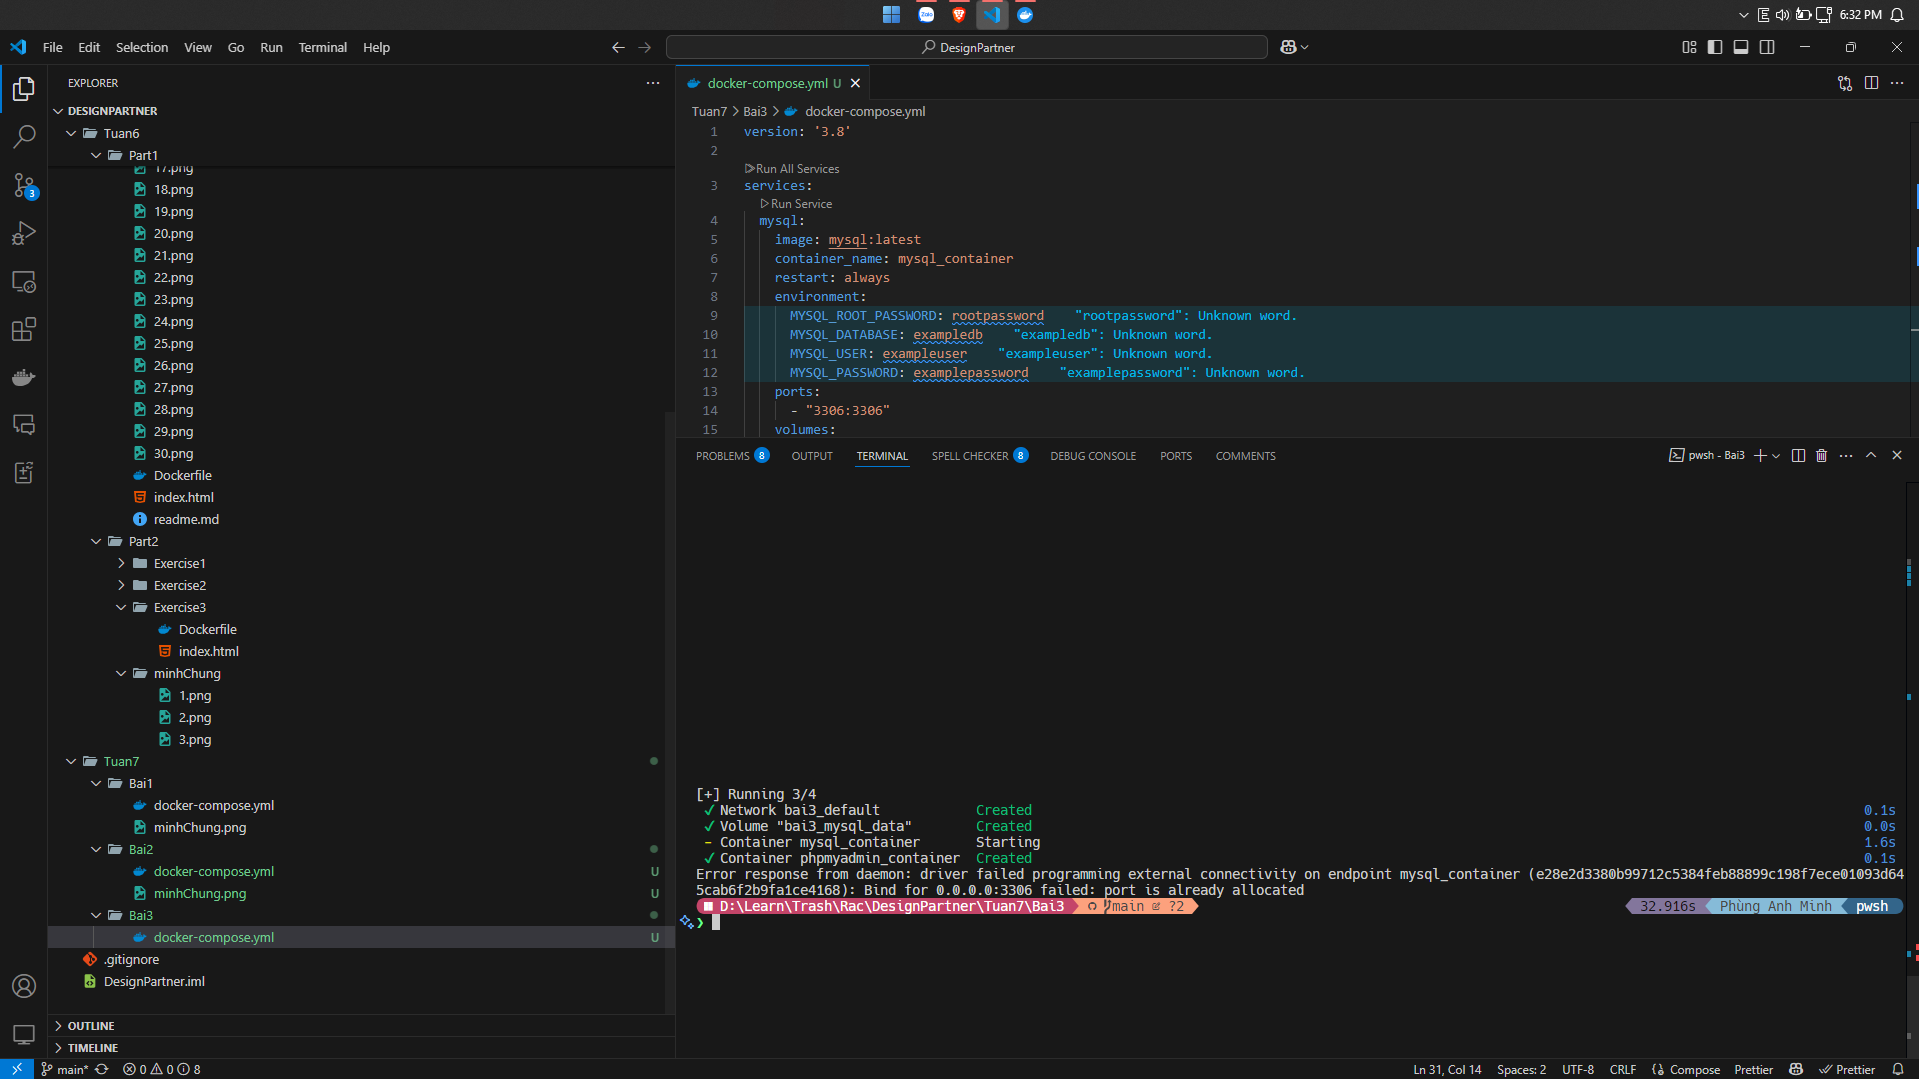 6:32 PM
File Edit Selection View Go Run Terminal Help
DesignPartner
EXPLORER
DESIGNPARTNER
Tuan6
Part1
17.png
18.png
19.png
20.png
21.png
22.png
23.png
24.png
25.png
26.png
27.png
28.png
29.png
30.png
Dockerfile
index.html
readme.md
Part2
Exercise1
Exercise2
Exercise3
Dockerfile
index.html
minhChung
1.png
2.png
3.png
Tuan7
Bai1
docker-compose.yml
minhChung.png
Bai2
docker-compose.yml U
minhChung.png U
Bai3
docker-compose.yml U
.gitignore
DesignPartner.iml
OUTLINE
TIMELINE
3
docker-compose.yml U
Tuan7 > Bai3 > docker-compose.yml
1 version: '3.8'
2
Run All Services
3 services:
Run Service
4 mysql:
5 image: mysql:latest
6 container_name: mysql_container
7 restart: always
8 environment:
9 MYSQL_ROOT_PASSWORD: rootpassword "rootpassword": Unknown word.
10 MYSQL_DATABASE: exampledb "exampledb": Unknown word.
11 MYSQL_USER: exampleuser "exampleuser": Unknown word.
12 MYSQL_PASSWORD: examplepassword "examplepassword": Unknown word.
13 ports:
14 - "3306:3306"
15 volumes:
PROBLEMS 8 OUTPUT TERMINAL SPELL CHECKER 8 DEBUG CONSOLE PORTS COMMENTS
pwsh - Bai3
[+] Running 3/4
✓ Network bai3_default Created 0.1s
✓ Volume "bai3_mysql_data" Created 0.0s
- Container mysql_container Starting 1.6s
✓ Container phpmyadmin_container Created 0.1s
Error response from daemon: driver failed programming external connectivity on endpoint mysql_container (e28e2d3380b99712c5384feb88899c198f7ece01093d64
5cab6f2b9fa1ce4168): Bind for 0.0.0.0:3306 failed: port is already allocated
D:\Learn\Trash\Rac\DesignPartner\Tuan7\Bai3 main ?2 32.916s Phùng Anh Minh pwsh
❯
main* 0 0 8
Ln 31, Col 14 Spaces: 2 UTF-8 CRLF Compose Prettier Prettier